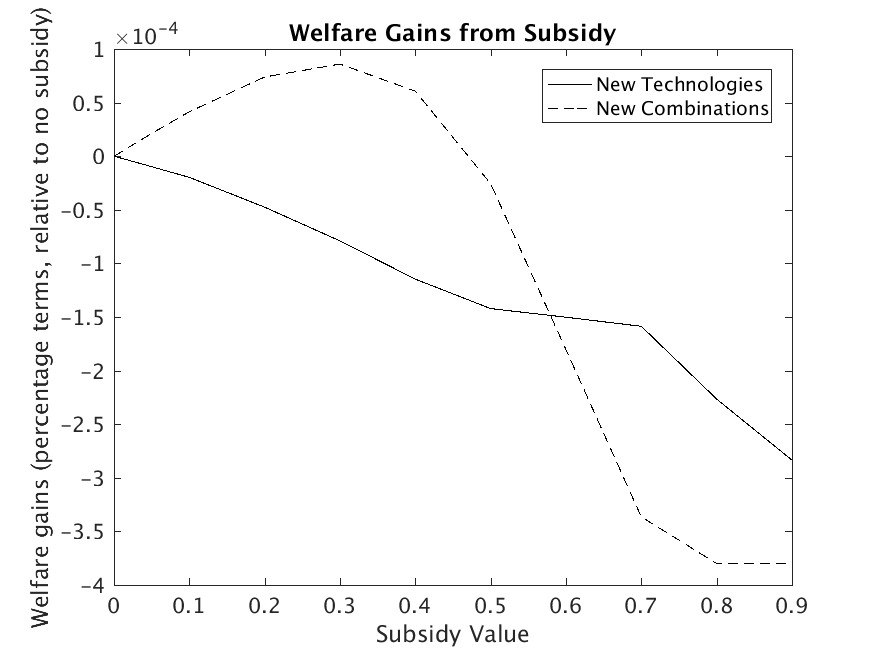 Welfare Gains from Subsidy
×10⁻⁴
Welfare gains (percentage terms, relative to no subsidy)
1
0.5
0
−0.5
−1
−1.5
−2
−2.5
−3
−3.5
−4
New Technologies
New Combinations
0 0.1 0.2 0.3 0.4 0.5 0.6 0.7 0.8 0.9
Subsidy Value